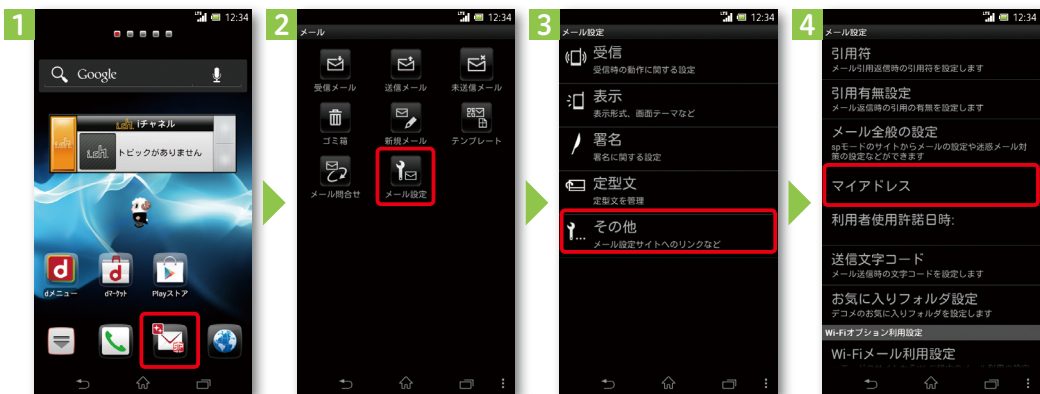 1
LTE 12:34
Google
iチャネル
トピックがありません
dメニュー
dマーケット
Playストア
2
LTE 12:34
メール
受信メール
送信メール
未送信メール
ゴミ箱
新規メール
テンプレート
メール問合せ
メール設定
3
LTE 12:34
メール設定
受信
受信時の動作に関する設定
表示
表示形式、画面テーマなど
署名
署名に関する設定
定型文
定型文を管理
その他
メール設定サイトへのリンクなど
4
LTE 12:34
メール設定
引用符
メール引用返信時の引用符を設定します
引用有無設定
メール返信時の引用の有無を設定します
メール全般の設定
spモードのサイトからメールの設定や迷惑メール対
策の設定などができます
マイアドレス
利用者使用許諾日時:
送信文字コード
メール送信時の文字コードを設定します
お気に入りフォルダ設定
デコメのお気に入りフォルダを設定します
Wi-Fiオプション利用設定
Wi-Fiメール利用設定